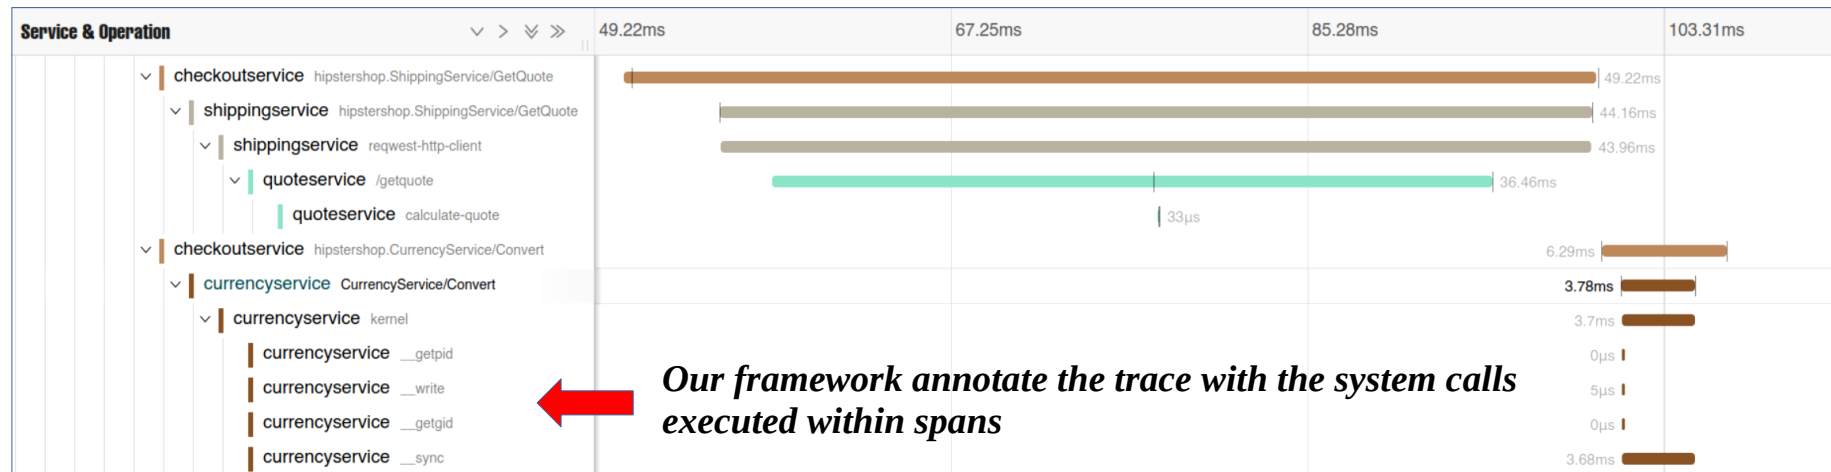 Service & Operation 49.22ms 67.25ms 85.28ms 103.31ms
checkoutservice hipstershop.ShippingService/GetQuote 49.22ms
shippingservice hipstershop.ShippingService/GetQuote 44.16ms
shippingservice reqwest-http-client 43.96ms
quoteservice /getquote 36.46ms
quoteservice calculate-quote 33μs
checkoutservice hipstershop.CurrencyService/Convert 6.29ms
currencyservice CurrencyService/Convert 3.78ms
currencyservice kernel 3.7ms
currencyservice __getpid 0μs
currencyservice __write 5μs
currencyservice __getgid 0μs
currencyservice __sync 3.68ms
Our framework annotate the trace with the system calls
executed within spans